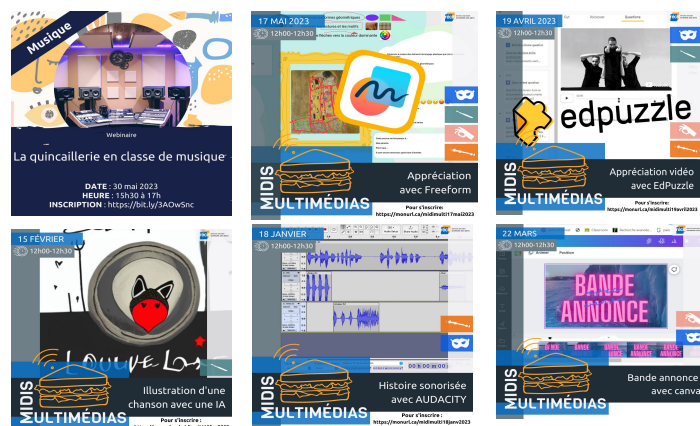 Musique
Webinaire
La quincaillerie en classe de musique
DATE : 30 mai 2023
HEURE : 15h30 à 17h
INSCRIPTION : https://bit.ly/3AOwSnc
17 MAI 2023
12h00-12h30
MIDIS
MULTIMÉDIAS
Appréciation
avec Freeform
Pour s'inscrire:
https://monurl.ca/midimulti17mai2023
19 AVRIL 2023
12h00-12h30
edpuzzle
MIDIS
MULTIMÉDIAS
Appréciation vidéo
avec EdPuzzle
Pour s'inscrire:
https://monurl.ca/midimulti19avril2023
15 FÉVRIER
12h00-12h30
MIDIS
MULTIMÉDIAS
Illustration d'une
chanson avec une IA
18 JANVIER
12h00-12h30
00 h 00 m 00
MIDIS
MULTIMÉDIAS
Histoire sonorisée
avec AUDACITY
Pour s'inscrire :
https://monurl.ca/midimulti18janv2023
22 MARS
12h00-12h30
BANDE
ANNONCE
MIDIS
MULTIMÉDIAS
Bande annonce
avec canva